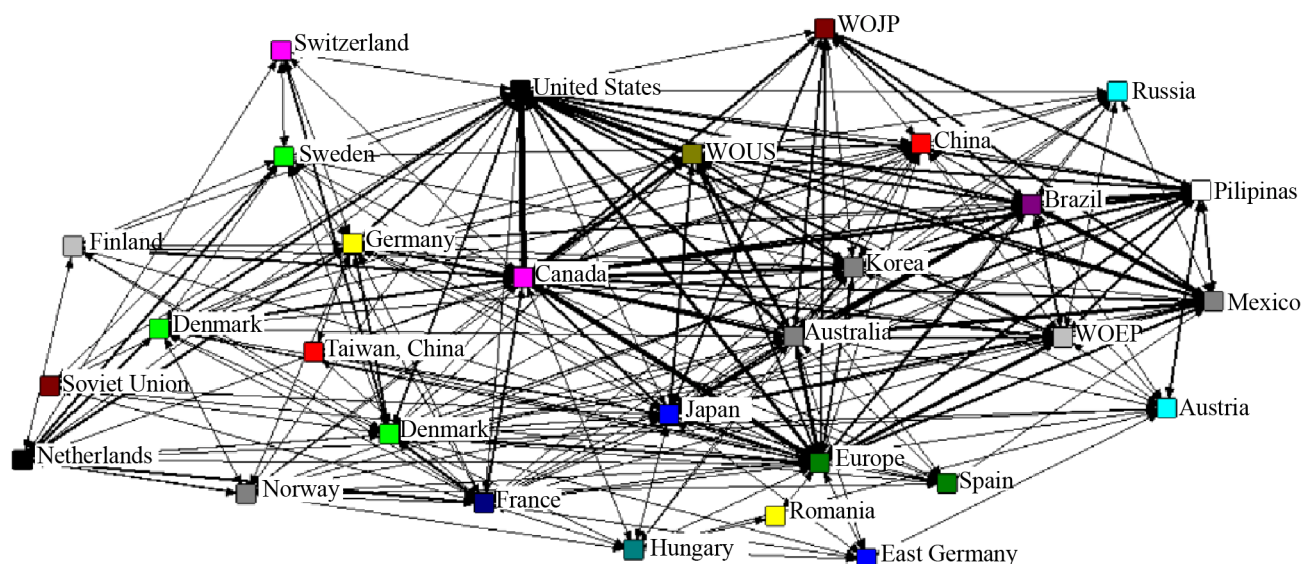 WOJP
Switzerland
United States
Russia
China
Sweden
WOUS
Pilipinas
Brazil
Finland
Germany
Korea
Canada
Mexico
Denmark
Australia
WOEP
Taiwan, China
Soviet Union
Japan
Austria
Denmark
Netherlands
Europe
Spain
Norway
France
Romania
Hungary
East Germany